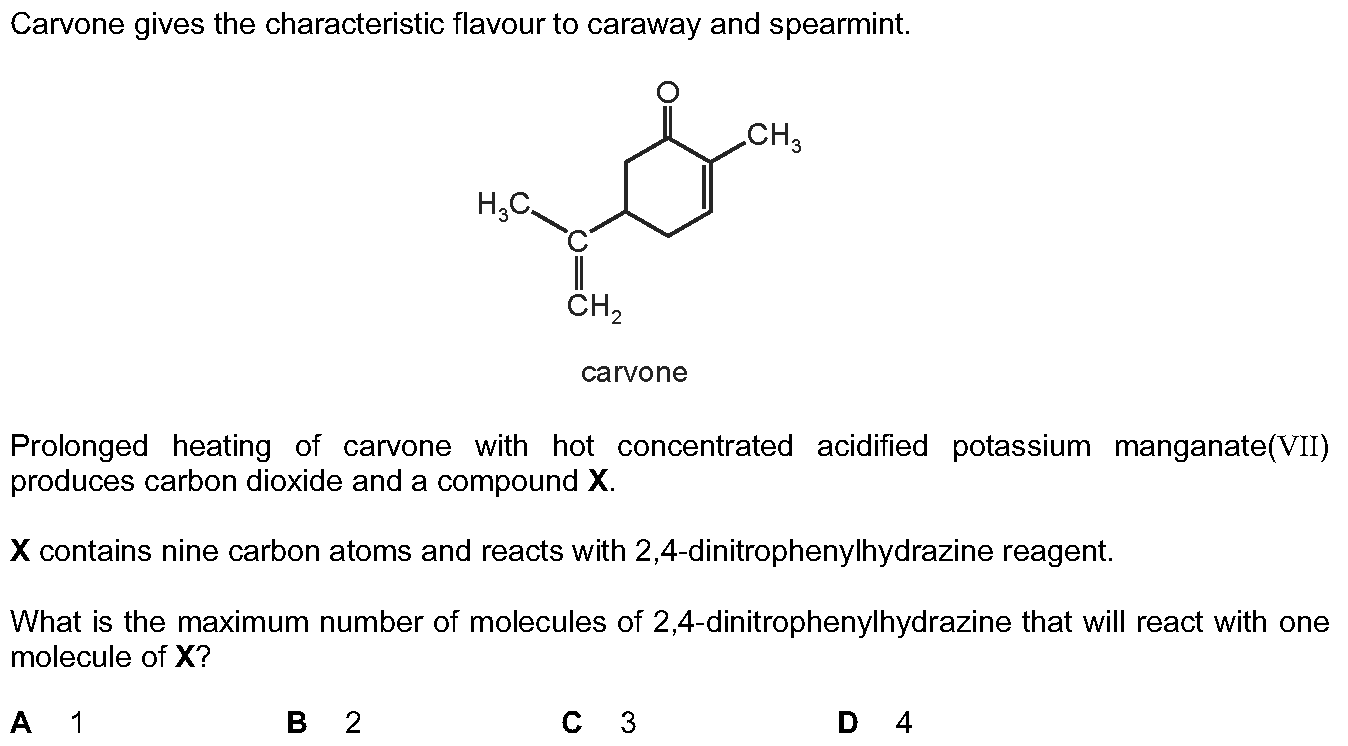 Carvone gives the characteristic flavour to caraway and spearmint.
O
CH3
H3C
C
CH2
carvone
Prolonged heating of carvone with hot concentrated acidified potassium manganate(VII)
produces carbon dioxide and a compound X.
X contains nine carbon atoms and reacts with 2,4-dinitrophenylhydrazine reagent.
What is the maximum number of molecules of 2,4-dinitrophenylhydrazine that will react with one
molecule of X?
A 1 B 2 C 3 D 4